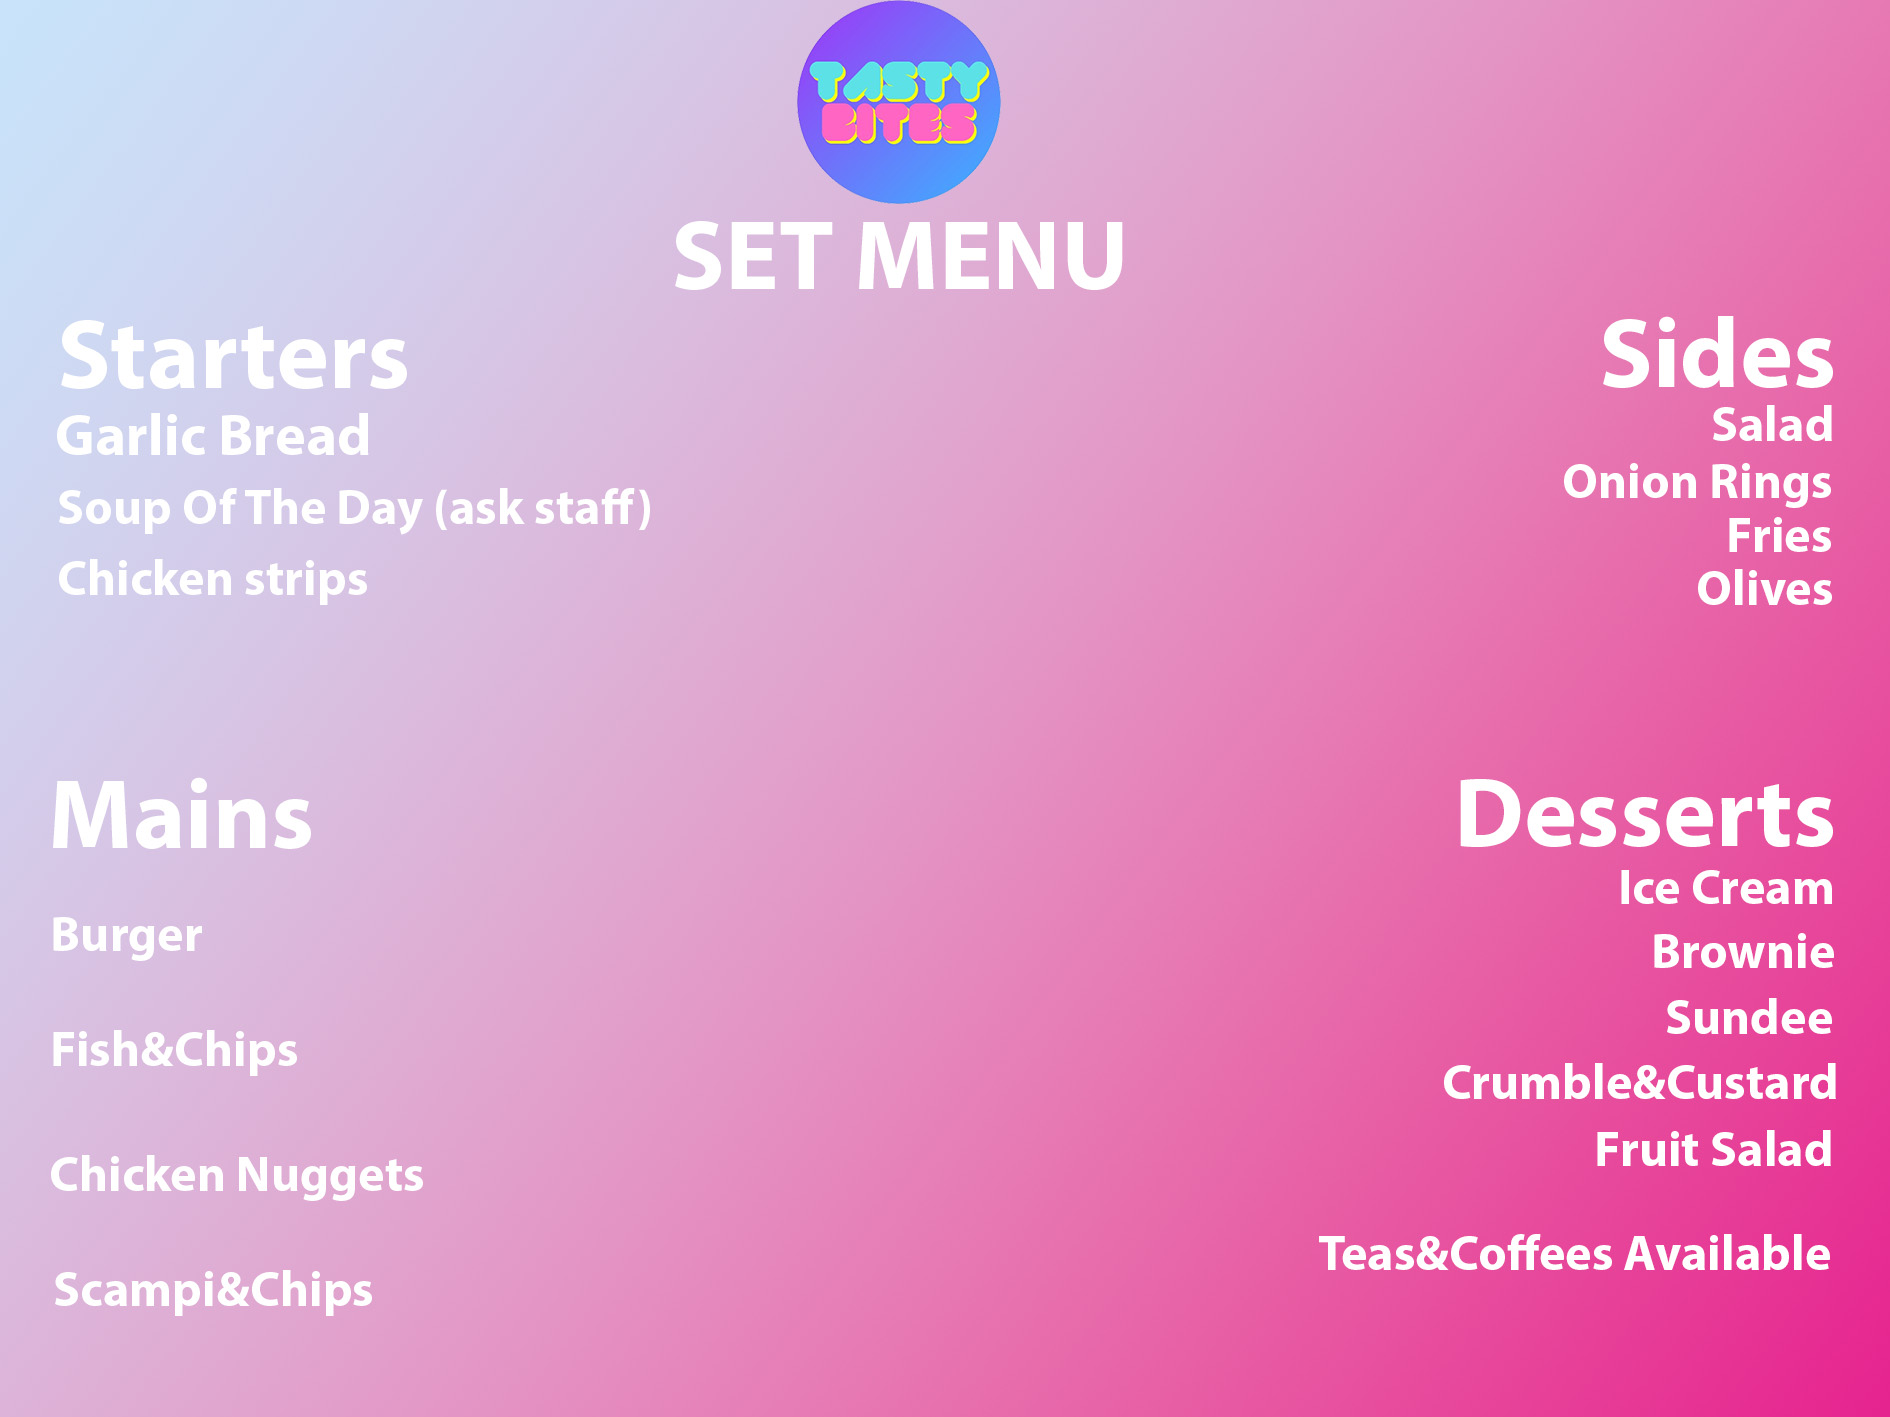 TASTY
BITES
SET MENU
Starters
Garlic Bread
Soup Of The Day (ask staff)
Chicken strips
Sides
Salad
Onion Rings
Fries
Olives
Mains
Burger
Fish&Chips
Chicken Nuggets
Scampi&Chips
Desserts
Ice Cream
Brownie
Sundee
Crumble&Custard
Fruit Salad
Teas&Coffees Available